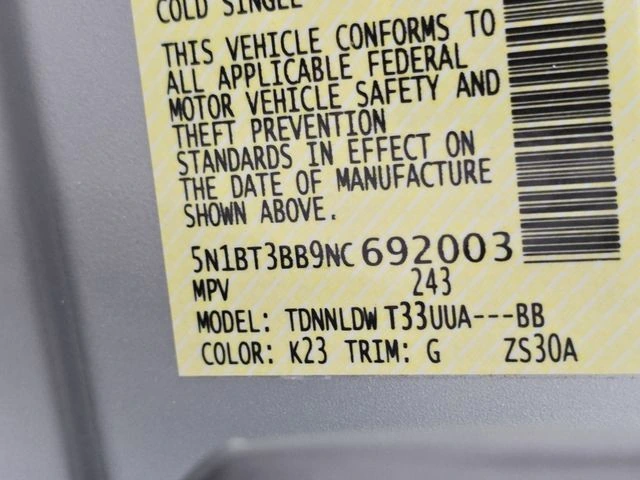 COLD SINGLE
THIS VEHICLE CONFORMS TO
ALL APPLICABLE FEDERAL
MOTOR VEHICLE SAFETY AND
THEFT PREVENTION
STANDARDS IN EFFECT ON
THE DATE OF MANUFACTURE
SHOWN ABOVE.
5N1BT3BB9NC692003
MPV 243
MODEL: TDNNLDW T33UUA---BB
COLOR: K23 TRIM: G ZS30A